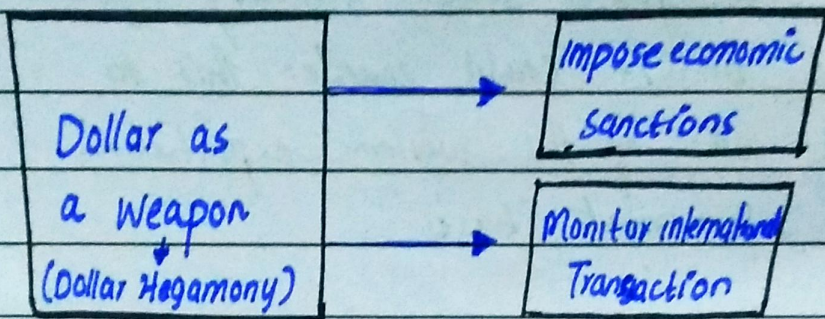 Dollar as
a weapon
(Dollar Hegamony)
Impose economic
sanctions
Monitor international
Transaction